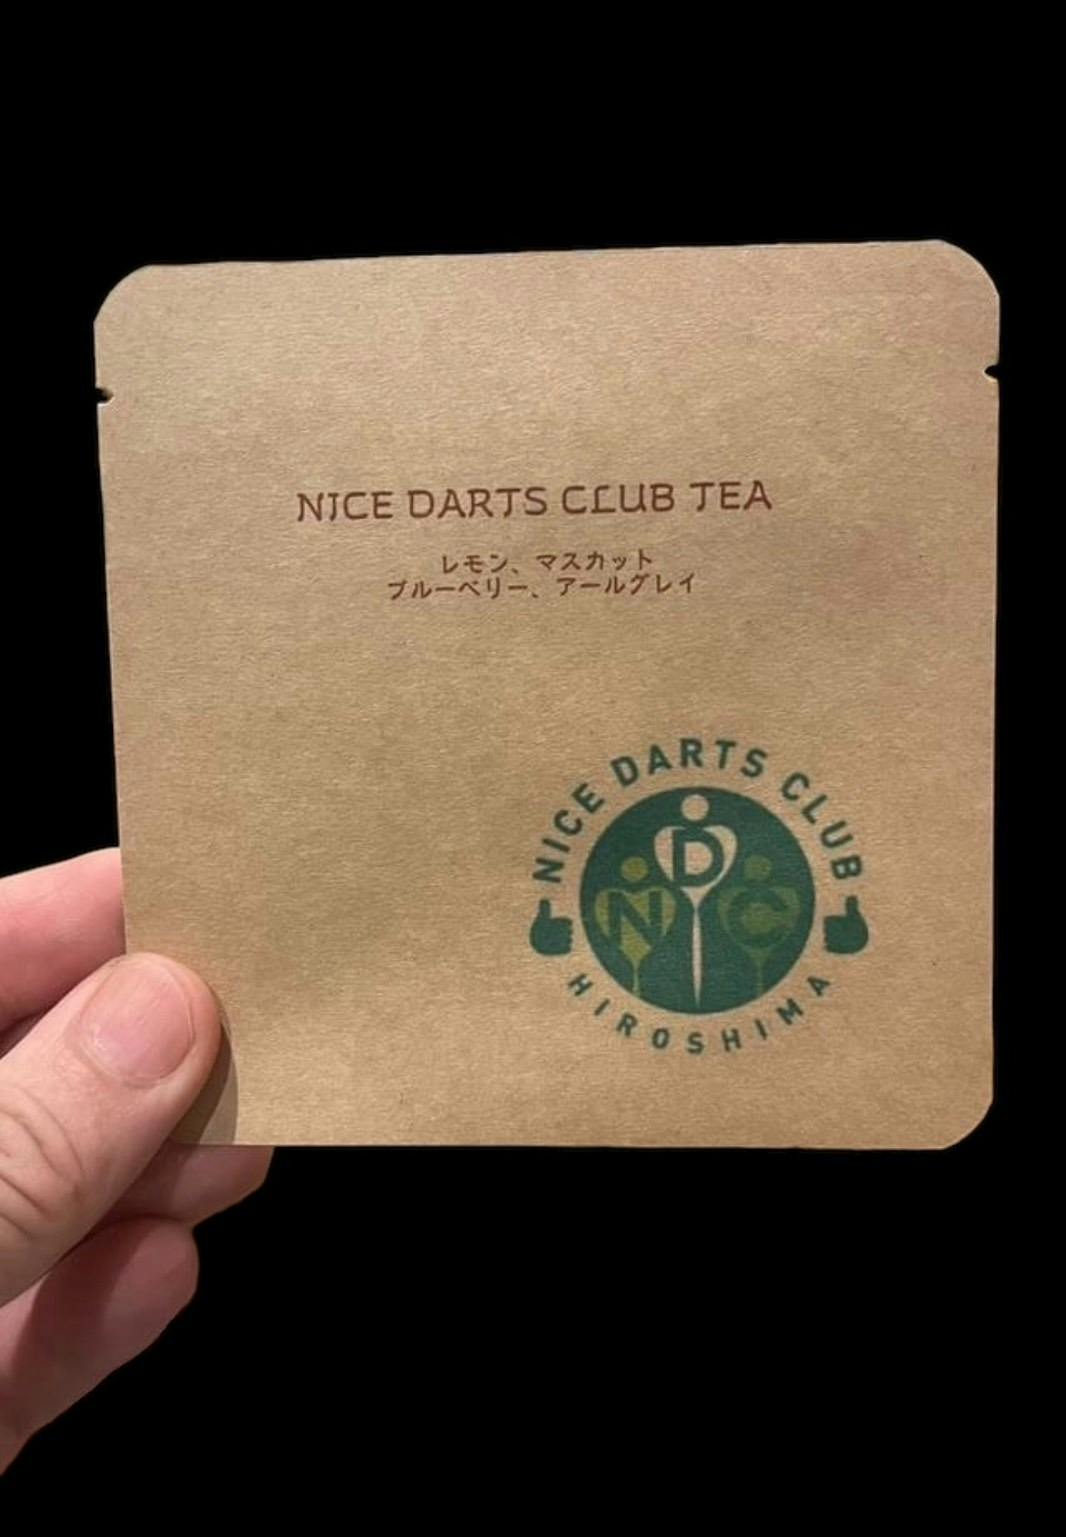 NICE DARTS CLUB TEA
レモン、マスカット
ブルーベリー、アールグレイ
NICE DARTS CLUB
N D C
HIROSHIMA